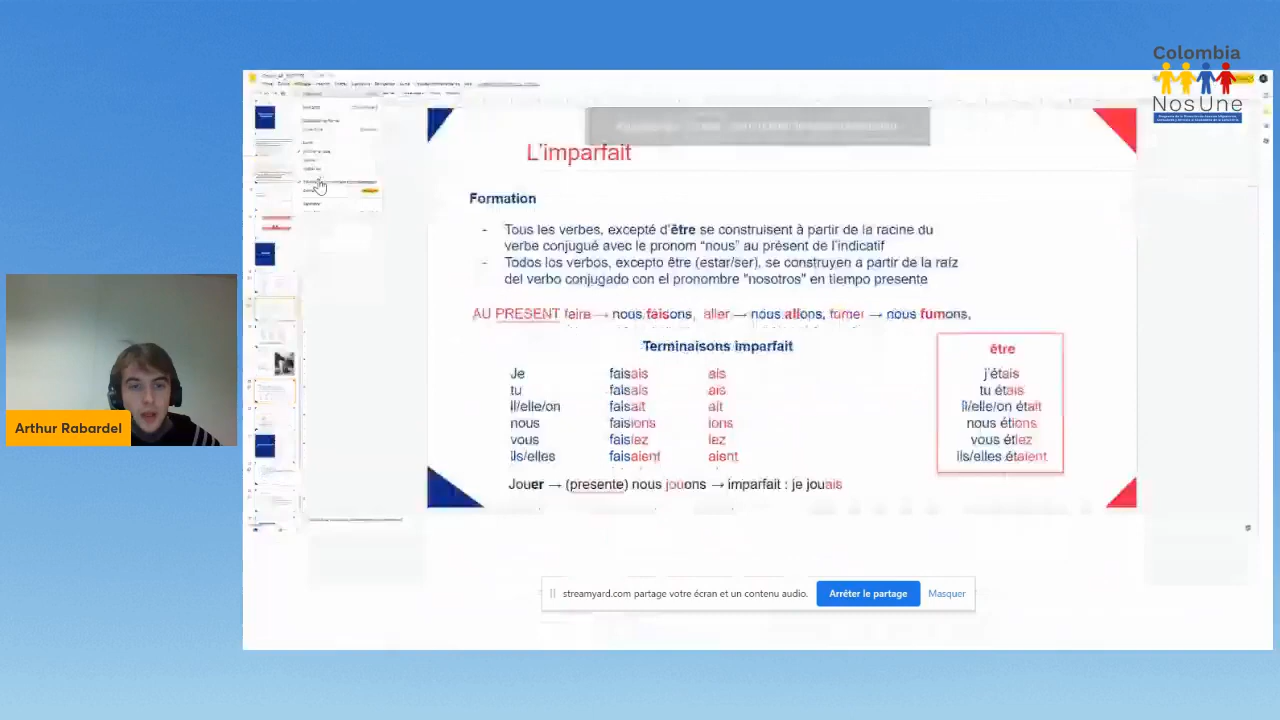 Colombia
NosUne
L'imparfait
Formation
- Tous les verbes, excepté d'être se construisent à partir de la racine du
verbe conjugué avec le pronom “nous” au présent de l'indicatif
- Todos los verbos, excepto être (estar/ser), se construyen a partir de la raíz
del verbo conjugado con el pronombre “nosotros” en tiempo presente
AU PRESENT faire → nous faisons, aller → nous allons, fumer → nous fumons,
Terminaisons imparfait
Je faisais ais
tu faisais ais
Il/elle/on faisait ait
nous faisions ions
vous faisiez iez
ils/elles faisaient aient
être
j'étais
tu étais
Il/elle/on était
nous étions
vous étiez
ils/elles étaient
Jouer → (presente) nous jouons → imparfait : je jouais
Arthur Rabardel
streamyard.com partage votre écran et un contenu audio. Arrêter le partage Masquer